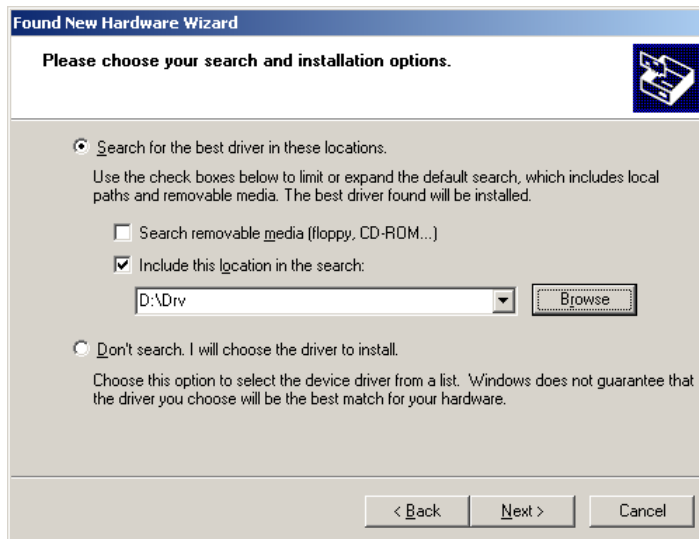 Found New Hardware Wizard
Please choose your search and installation options.
Search for the best driver in these locations.
Use the check boxes below to limit or expand the default search, which includes local
paths and removable media. The best driver found will be installed.
Search removable media (floppy, CD-ROM...)
Include this location in the search:
D:\Drv
Browse
Don't search. I will choose the driver to install.
Choose this option to select the device driver from a list. Windows does not guarantee that
the driver you choose will be the best match for your hardware.
< Back
Next >
Cancel